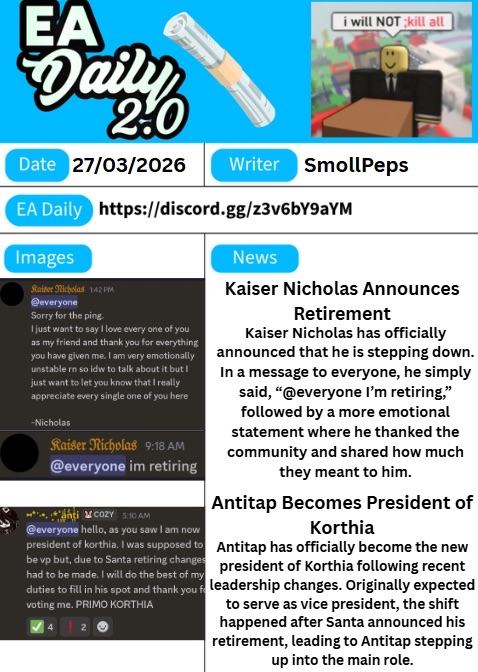 EA
Daily
2.0
i will NOT ;kill all
Date 27/03/2026
Writer SmollPeps
EA Daily https://discord.gg/z3v6bY9aYM
Images
Kaiser Nicholas 1:42 PM
@everyone
Sorry for the ping.
I just want to say I love every one of you
as my friend and thank you for everything
you have given me. I am very emotionally
unstable rn so idw to talk about it but I
just want to let you know that I really
appreciate every single one of you here
-Nicholas
Kaiser Nicholas 9:18 AM
@everyone im retiring
anti COZY 5:10 AM
@everyone hello, as you saw I am now
president of korthia. I was supposed to
be vp but, due to Santa retiring changes
had to be made. I will do the best of my
duties to fill in his spot and thank you fo
voting me. PRIMO KORTHIA
4 2
News
Kaiser Nicholas Announces
Retirement
Kaiser Nicholas has officially
announced that he is stepping down.
In a message to everyone, he simply
said, “@everyone I’m retiring,”
followed by a more emotional
statement where he thanked the
community and shared how much
they meant to him.
Antitap Becomes President of
Korthia
Antitap has officially become the new
president of Korthia following recent
leadership changes. Originally expected
to serve as vice president, the shift
happened after Santa announced his
retirement, leading to Antitap stepping
up into the main role.